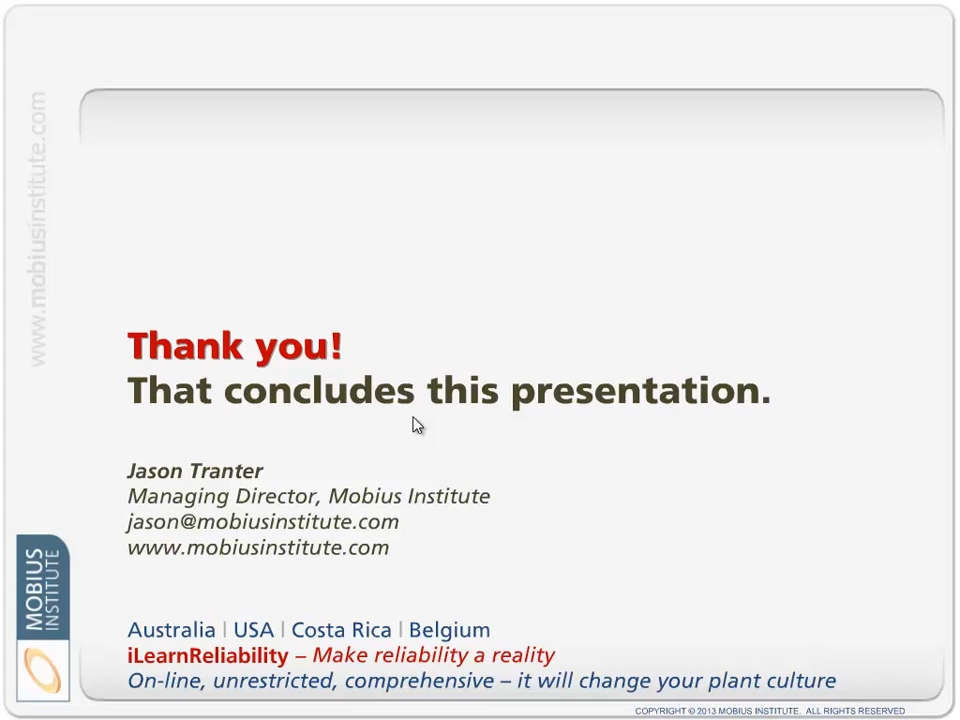 www.mobiusinstitute.com
Thank you!
That concludes this presentation.
Jason Tranter
Managing Director, Mobius Institute
jason@mobiusinstitute.com
www.mobiusinstitute.com
MOBIUS
INSTITUTE
Australia | USA | Costa Rica | Belgium
iLearnReliability – Make reliability a reality
On-line, unrestricted, comprehensive – it will change your plant culture
COPYRIGHT © 2013 MOBIUS INSTITUTE. ALL RIGHTS RESERVED